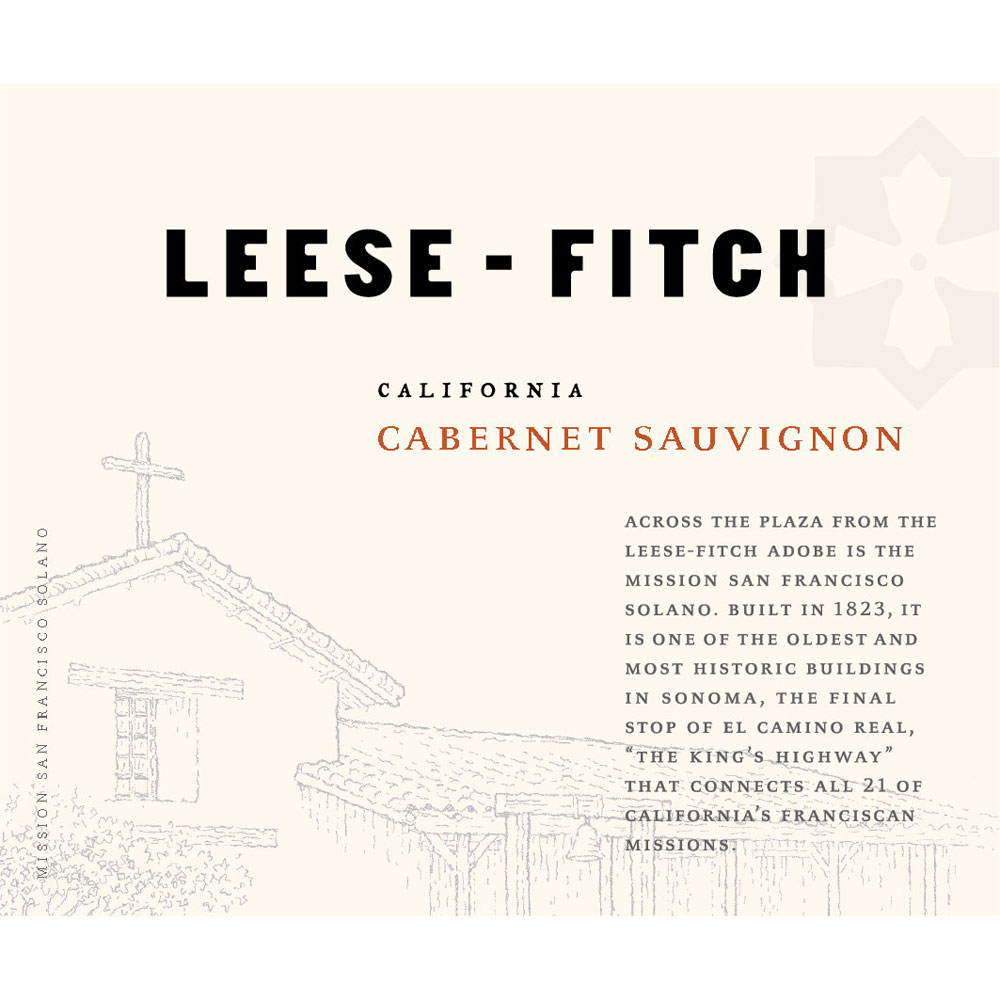 LEESE - FITCH
CALIFORNIA
CABERNET SAUVIGNON
ACROSS THE PLAZA FROM THE
LEESE-FITCH ADOBE IS THE
MISSION SAN FRANCISCO
SOLANO. BUILT IN 1823, IT
IS ONE OF THE OLDEST AND
MOST HISTORIC BUILDINGS
IN SONOMA, THE FINAL
STOP OF EL CAMINO REAL,
“THE KING’S HIGHWAY”
THAT CONNECTS ALL 21 OF
CALIFORNIA’S FRANCISCAN
MISSIONS.
MISSION SAN FRANCISCO SOLANO